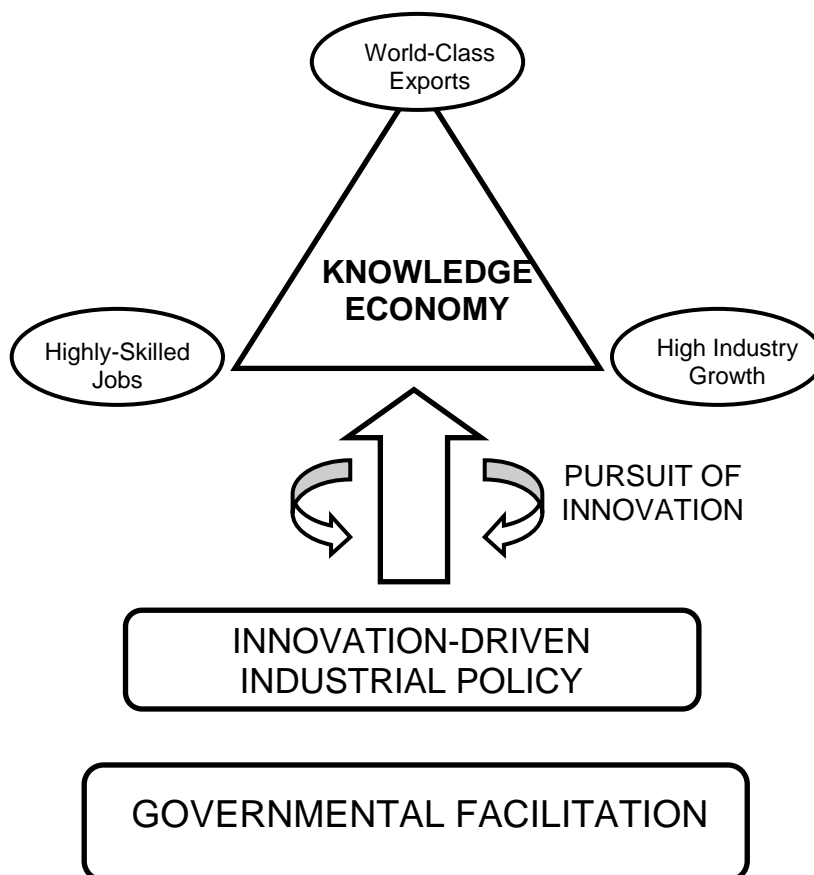 World-Class
Exports
KNOWLEDGE
ECONOMY
Highly-Skilled
Jobs
High Industry
Growth
PURSUIT OF
INNOVATION
INNOVATION-DRIVEN
INDUSTRIAL POLICY
GOVERNMENTAL FACILITATION